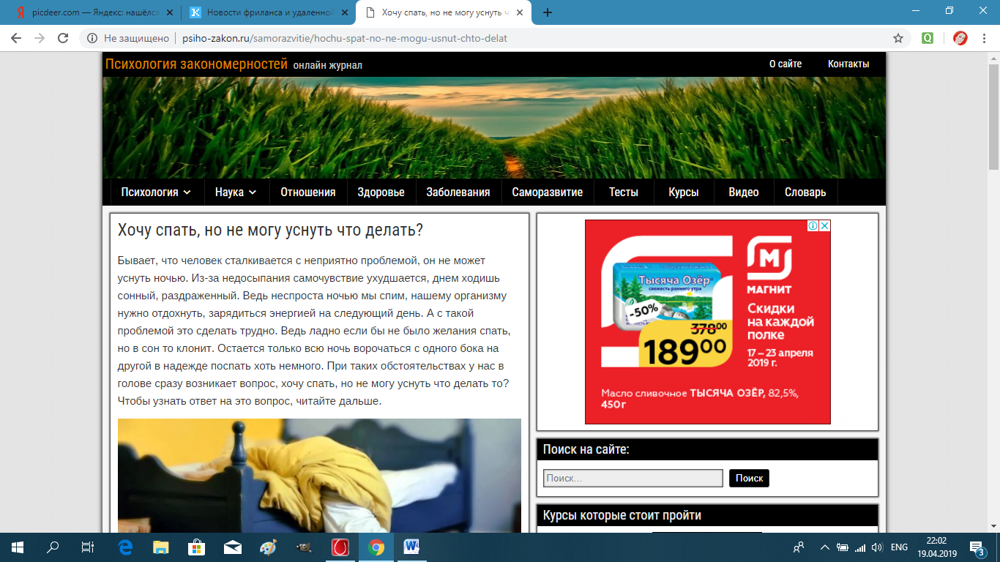 picdeer.com — Яндекс: нашёлся
Новости фриланса и удаленной
Хочу спать, но не могу уснуть ч
Не защищено
psiho-zakon.ru/samorazvitie/hochu-spat-no-ne-mogu-usnut-chto-delat
Психология закономерностей онлайн журнал
О сайте Контакты
Психология Наука Отношения Здоровье Заболевания Саморазвитие Тесты Курсы Видео Словарь
Хочу спать, но не могу уснуть что делать?
Бывает, что человек сталкивается с неприятно проблемой, он не может
уснуть ночью. Из-за недосыпания самочувствие ухудшается, днем ходишь
сонный, раздраженный. Ведь неспроста ночью мы спим, нашему организму
нужно отдохнуть, зарядиться энергией на следующий день. А с такой
проблемой это сделать трудно. Ведь ладно если бы не было желания спать,
но в сон то клонит. Остается только всю ночь ворочаться с одного бока на
другой в надежде поспать хоть немного. При таких обстоятельствах у нас в
голове сразу возникает вопрос, хочу спать, но не могу уснуть что делать то?
Чтобы узнать ответ на это вопрос, читайте дальше.
Тысяча Озёр
свежесть раннего утра
-50%
378⁰⁰
189⁰⁰
МАГНИТ
Скидки
на каждой
полке
17 – 23 апреля
2019 г.
Масло сливочное ТЫСЯЧА ОЗЁР, 82,5%,
450 г
Поиск на сайте:
Поиск...
Поиск
Курсы которые стоит пройти
ENG
22:02
19.04.2019
3